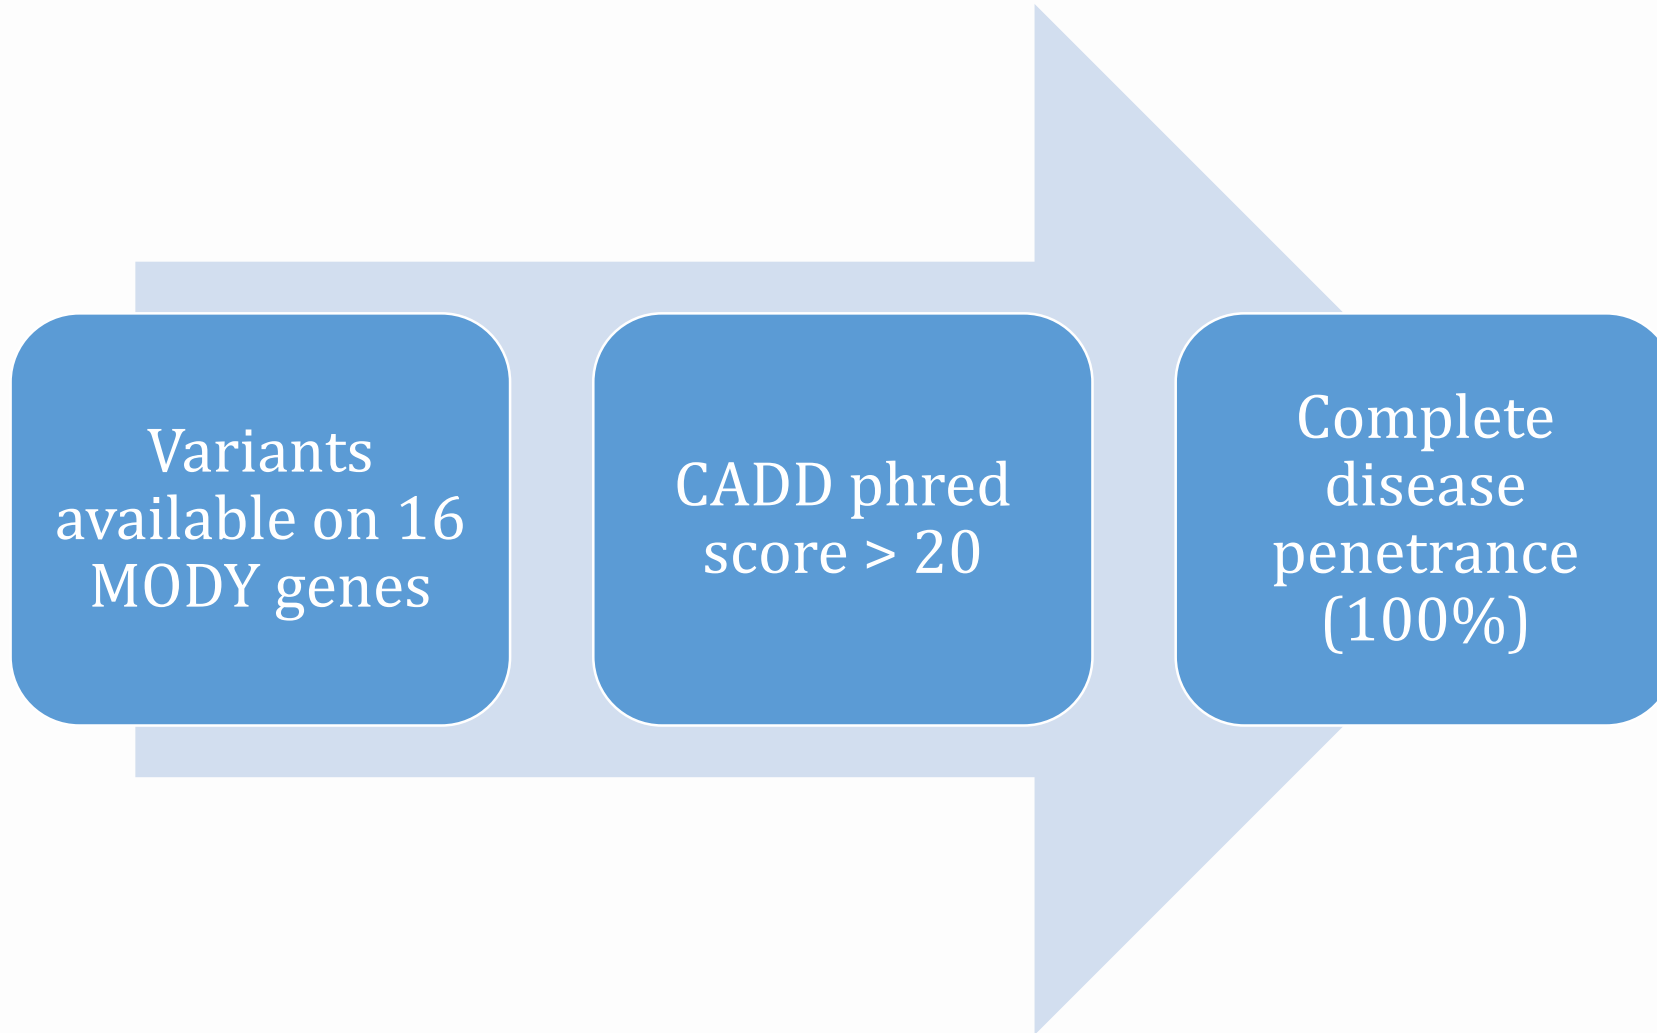 Variants
available on 16
MODY genes
CADD phred
score > 20
Complete
disease
penetrance
(100%)